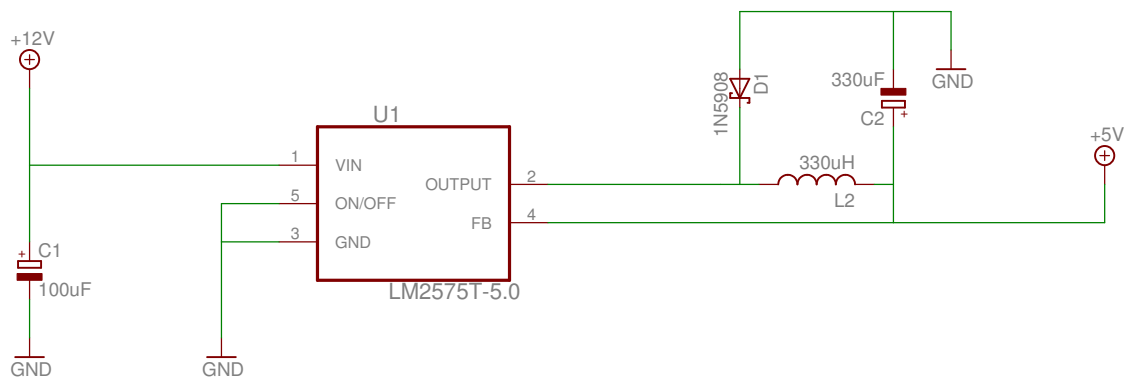 +12V
GND
1N5908
D1
330uF
C2
+
+5V
U1
1
VIN
OUTPUT
2
330uH
L2
5
ON/OFF
FB
4
3
GND
+
C1
100uF
LM2575T-5.0
GND
GND